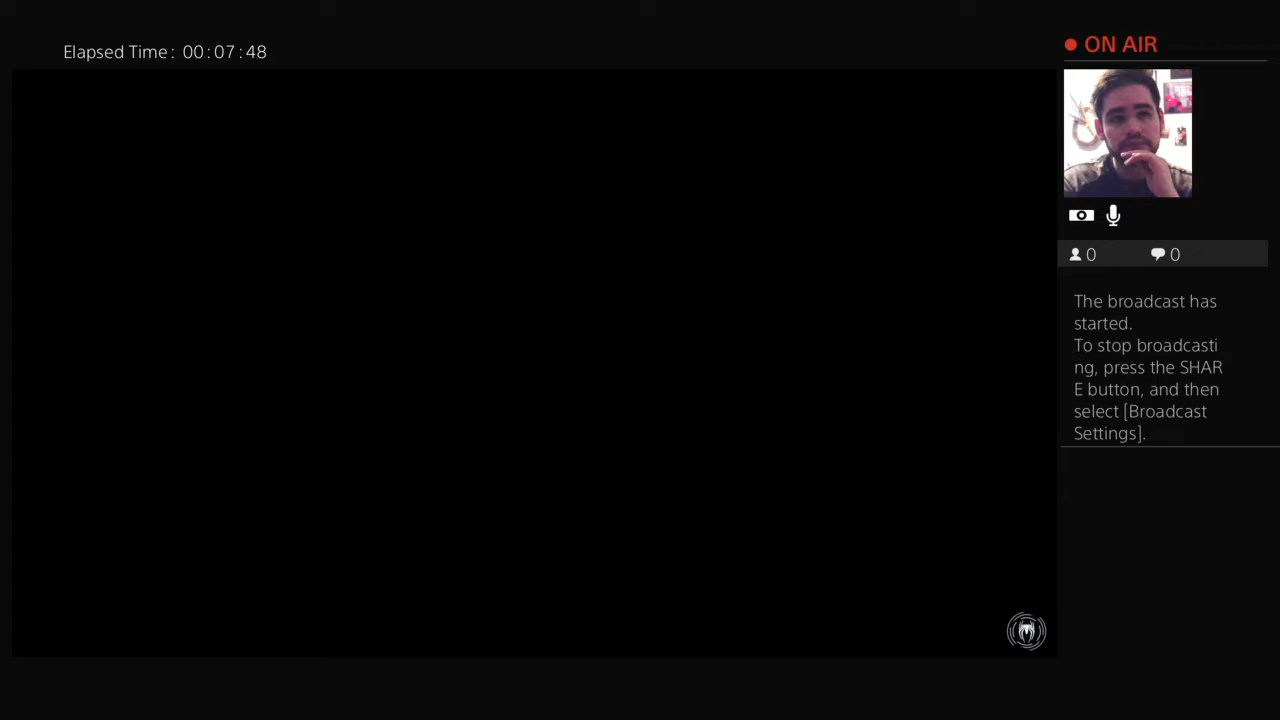 Elapsed Time: 00:07:48
ON AIR
0 0
The broadcast has
started.
To stop broadcasti
ng, press the SHAR
E button, and then
select [Broadcast
Settings].